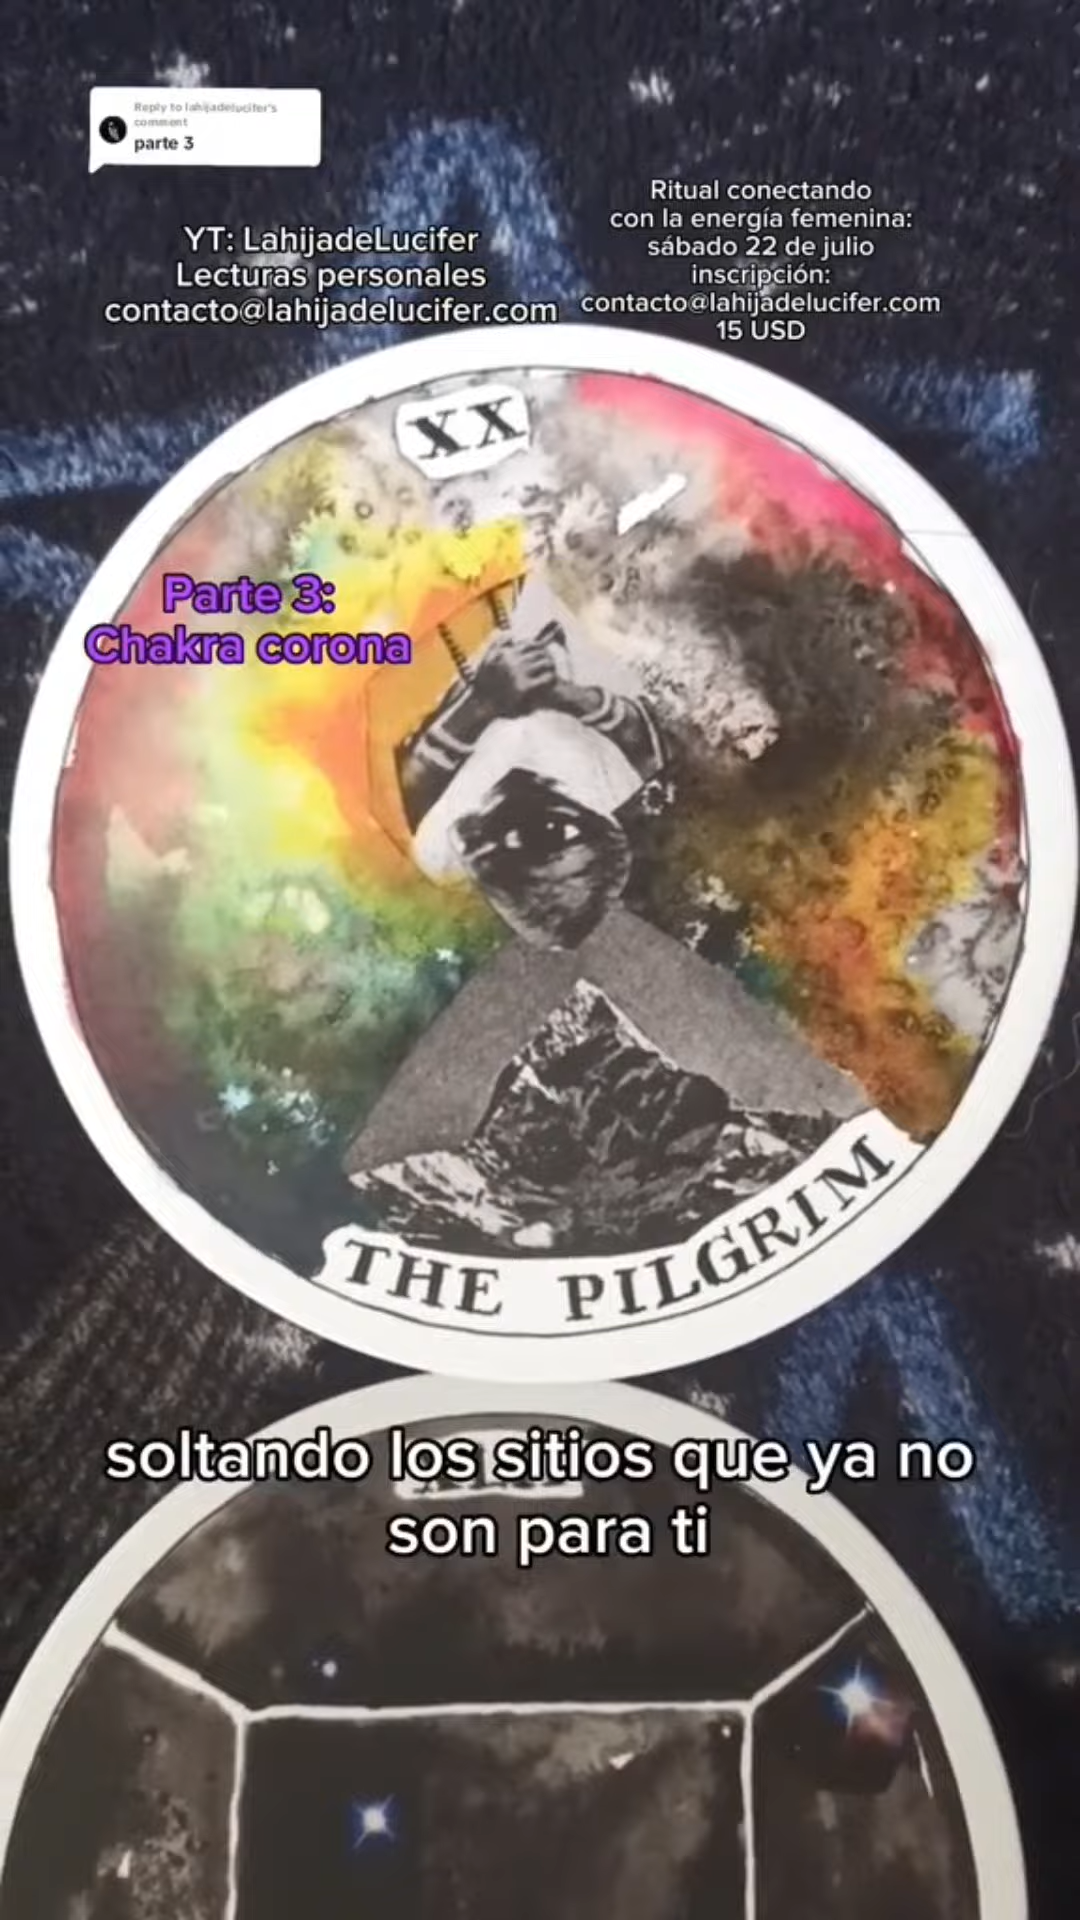 Reply to lahijadelucifer's
comment
parte 3
YT: LahijadeLucifer
Lecturas personales
contacto@lahijadelucifer.com
Ritual conectando
con la energía femenina:
sábado 22 de julio
inscripción:
contacto@lahijadelucifer.com
15 USD
XX
Parte 3:
Chakra corona
THE PILGRIM
soltando los sitios que ya no
son para ti